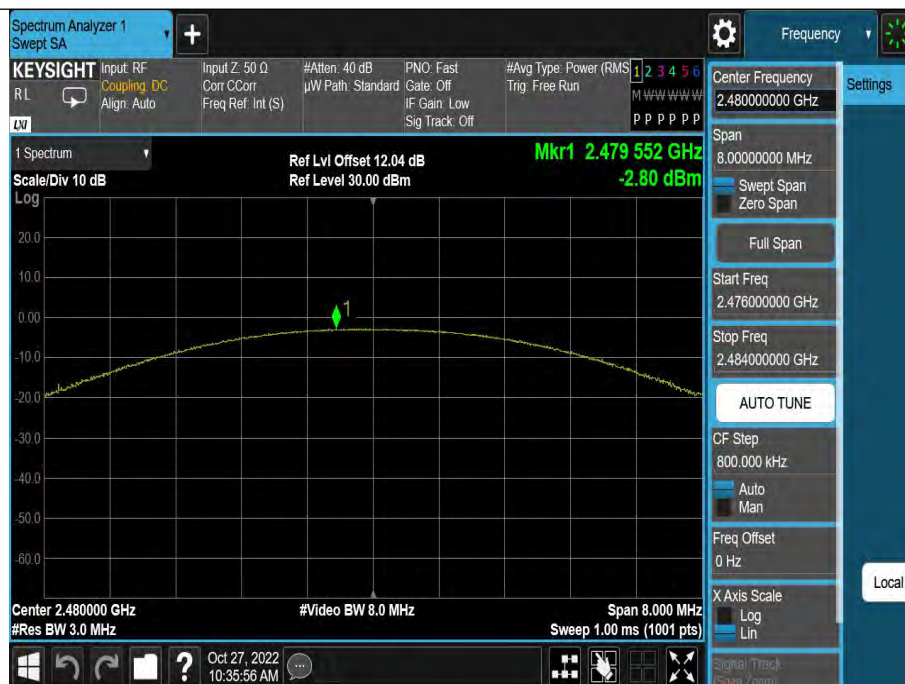 Spectrum Analyzer 1
Swept SA
+
Frequency
KEYSIGHT
RL
LXI
Input: RF
Coupling: DC
Align: Auto
Input Z: 50 Ω
Corr CCorr
Freq Ref: Int (S)
#Atten: 40 dB
µW Path: Standard
PNO: Fast
Gate: Off
IF Gain: Low
Sig Track: Off
#Avg Type: Power (RMS
Trig: Free Run
1 2 3 4 5 6
M W W W W W
P P P P P P
1 Spectrum
Scale/Div 10 dB
Ref Lvl Offset 12.04 dB
Ref Level 30.00 dBm
Mkr1 2.479 552 GHz
-2.80 dBm
Log
20.0
10.0
0.00
-10.0
-20.0
-30.0
-40.0
-50.0
-60.0
1
Center 2.480000 GHz
#Res BW 3.0 MHz
#Video BW 8.0 MHz
Span 8.000 MHz
Sweep 1.00 ms (1001 pts)
?
Oct 27, 2022
10:35:56 AM
Center Frequency
2.480000000 GHz
Settings
Span
8.00000000 MHz
Swept Span
Zero Span
Full Span
Start Freq
2.476000000 GHz
Stop Freq
2.484000000 GHz
AUTO TUNE
CF Step
800.000 kHz
Auto
Man
Freq Offset
0 Hz
X Axis Scale
Log
Lin
Local
Signal Track
(Span Zoom)